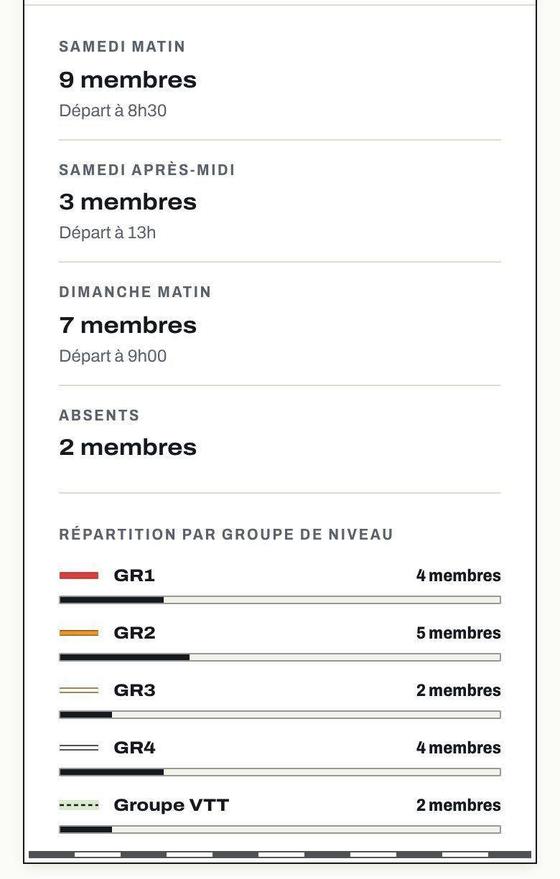 SAMEDI MATIN
9 membres
Départ à 8h30
SAMEDI APRÈS-MIDI
3 membres
Départ à 13h
DIMANCHE MATIN
7 membres
Départ à 9h00
ABSENTS
2 membres
RÉPARTITION PAR GROUPE DE NIVEAU
GR1 4 membres
GR2 5 membres
GR3 2 membres
GR4 4 membres
Groupe VTT 2 membres